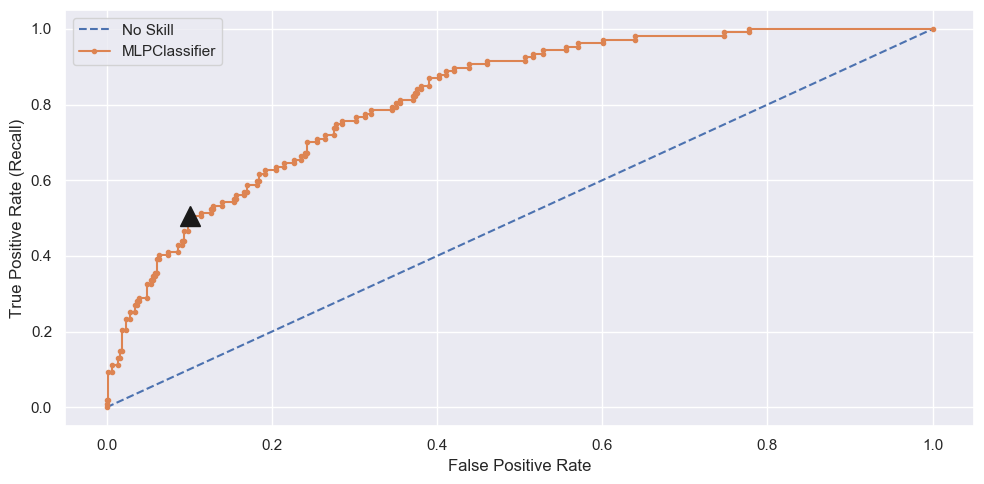 No Skill
MLPClassifier
1.0
0.8
0.6
0.4
0.2
0.0
True Positive Rate (Recall)
0.0 0.2 0.4 0.6 0.8 1.0
False Positive Rate